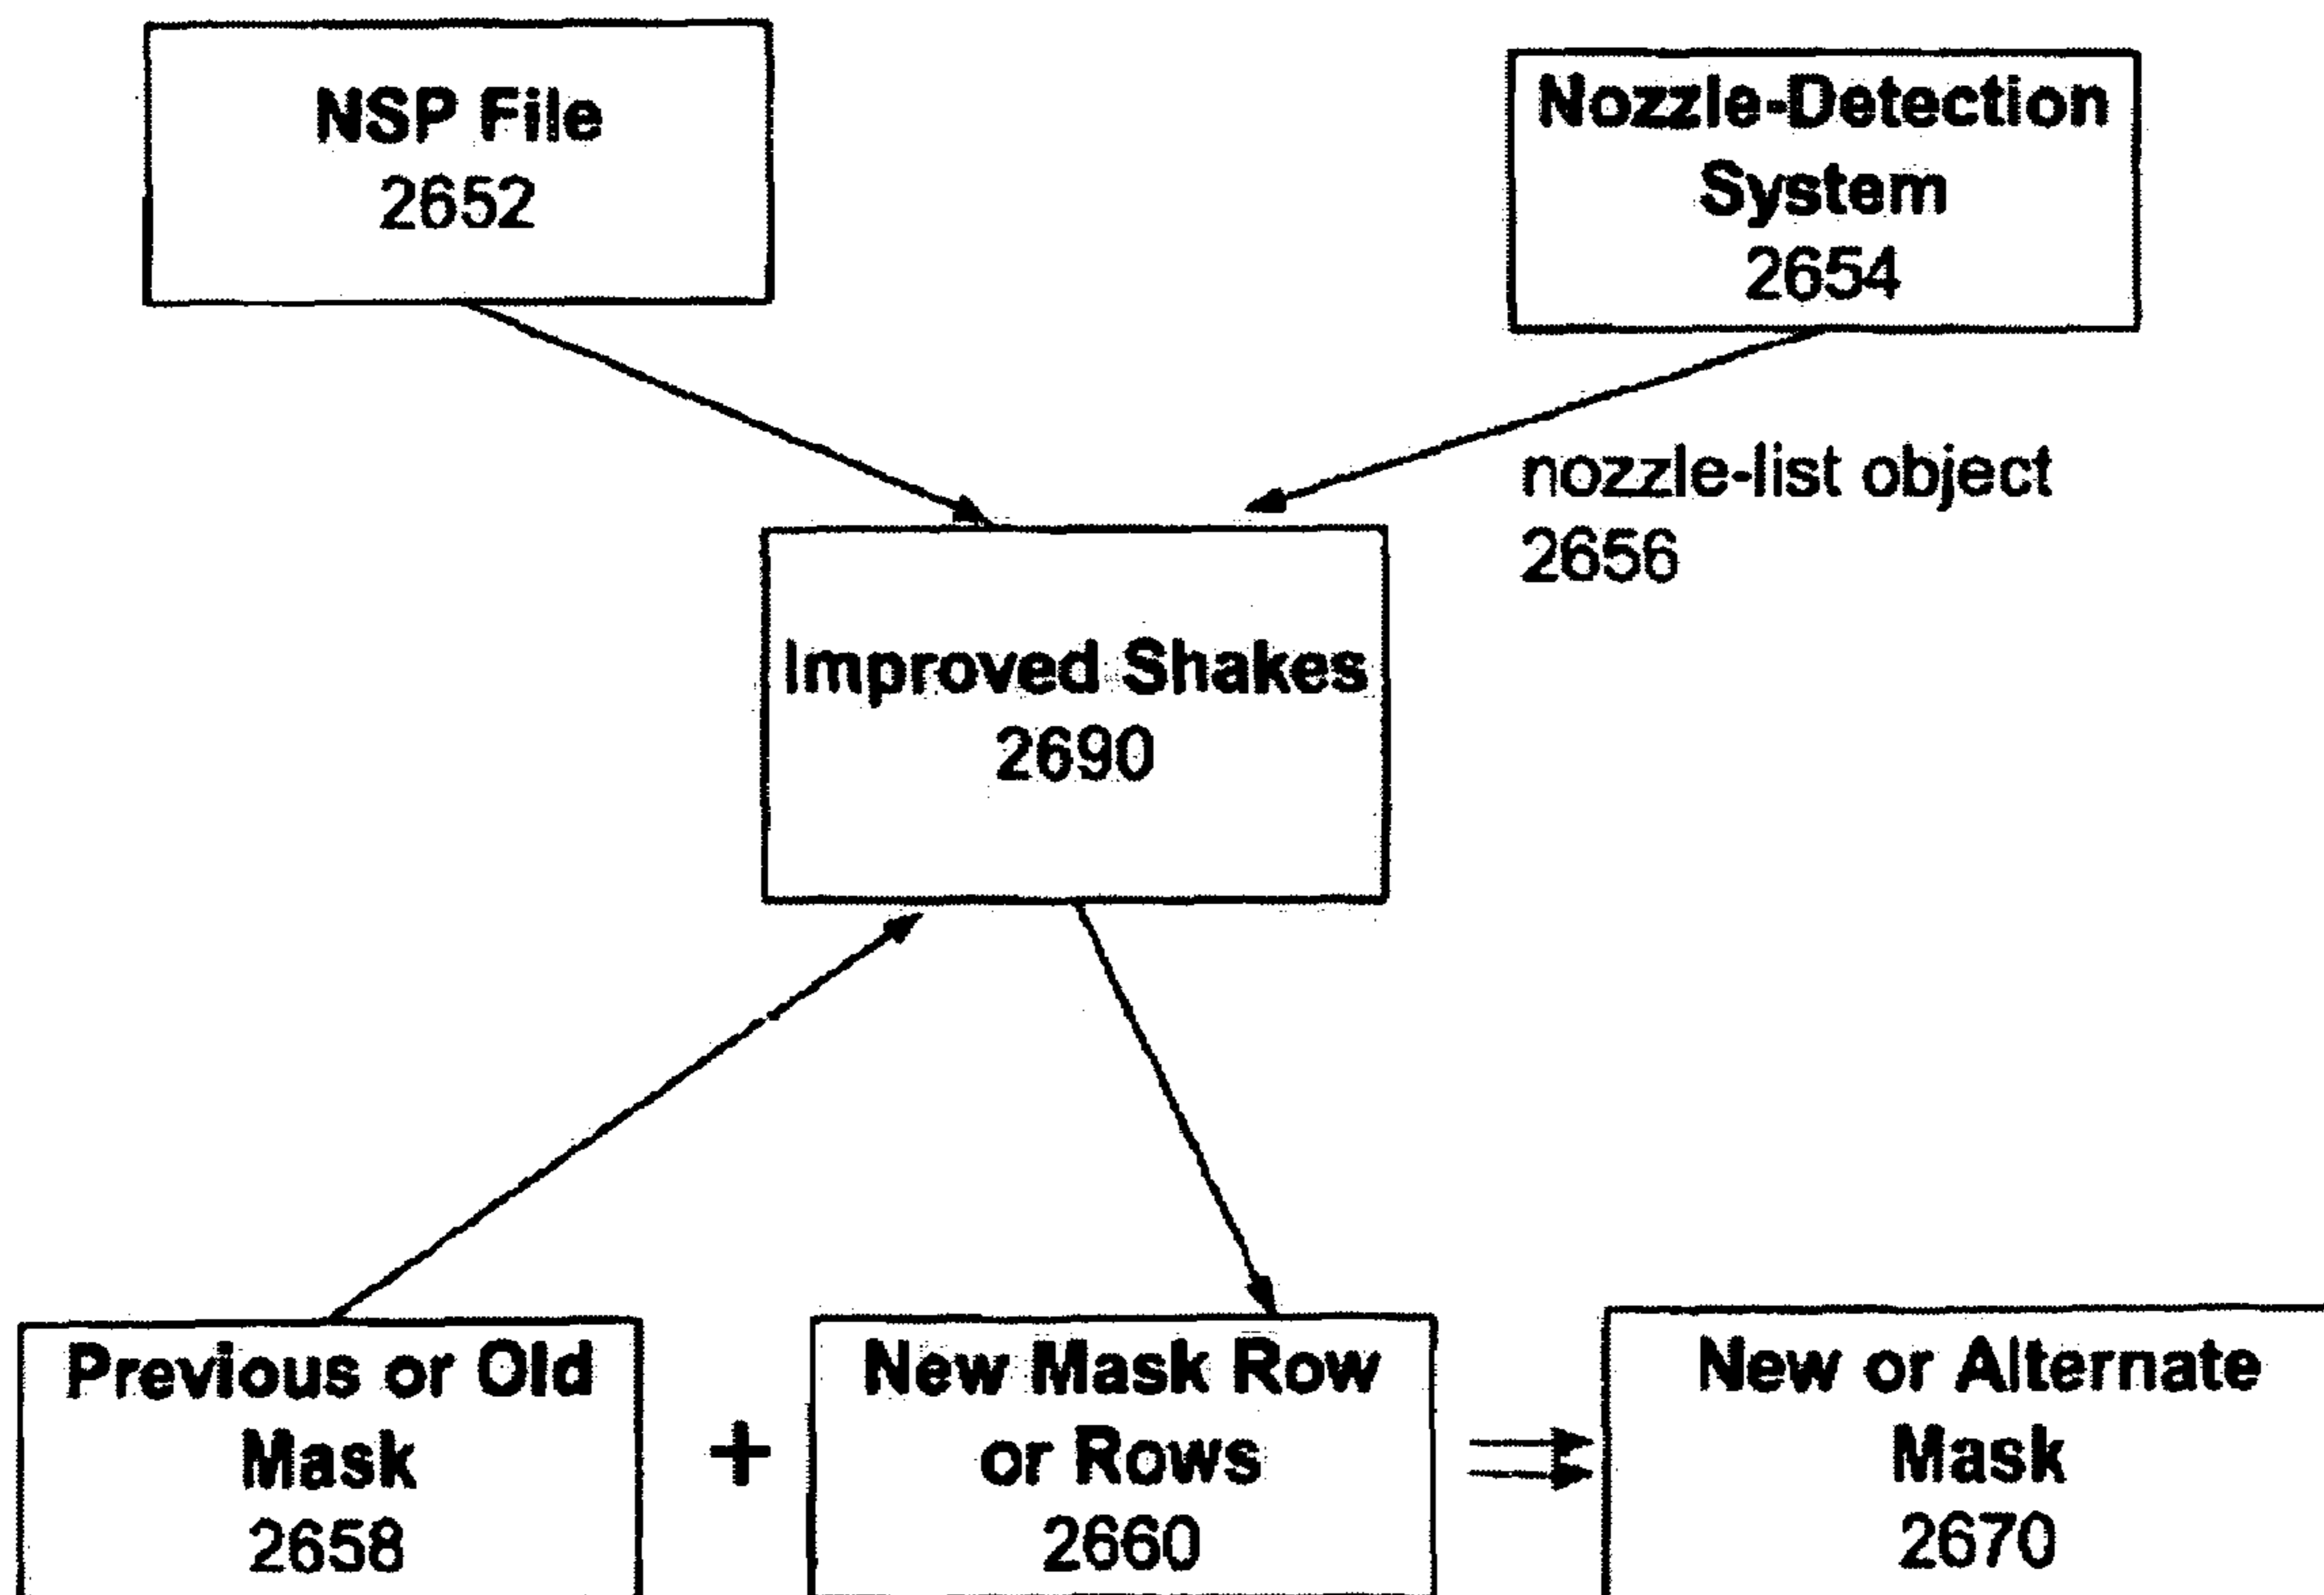 NSP File
2652
Nozzle-Detection
System
2654
nozzle-list object
2656
Improved Shakes
2690
Previous or Old
Mask
2658
+
New Mask Row
or Rows
2660
New or Alternate
Mask
2670